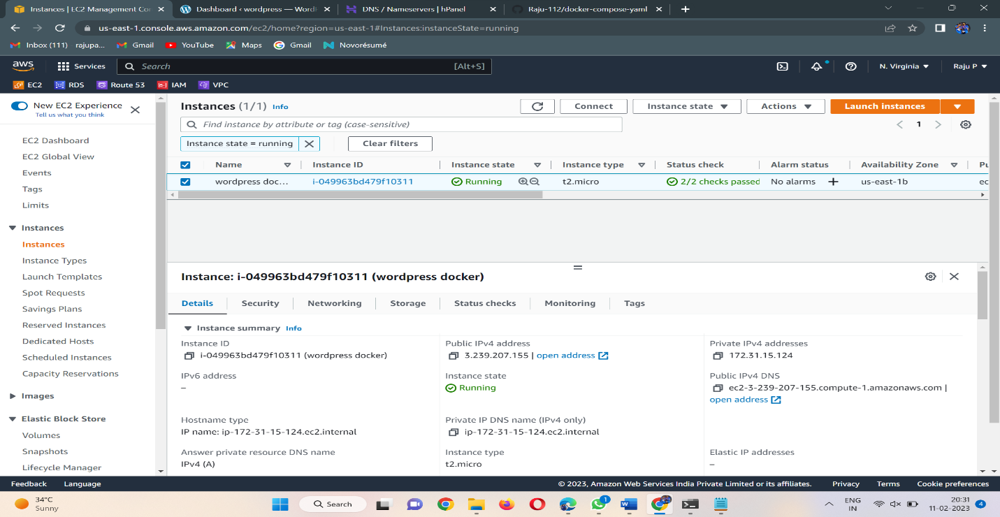 Instances | EC2 Management Co
Dashboard ‹ wordpress — Word
DNS / Nameservers | hPanel
Raju-112/docker-compose-yaml
us-east-1.console.aws.amazon.com/ec2/home?region=us-east-1#Instances:instanceState=running
Inbox (111) rajupa... Gmail YouTube Maps Gmail Novorésumé
aws Services Search [Alt+S] N. Virginia Raju P
EC2 RDS Route 53 IAM VPC
New EC2 Experience
Tell us what you think
EC2 Dashboard
EC2 Global View
Events
Tags
Limits
Instances
Instances
Instance Types
Launch Templates
Spot Requests
Savings Plans
Reserved Instances
Dedicated Hosts
Scheduled Instances
Capacity Reservations
Images
Elastic Block Store
Volumes
Snapshots
Lifecycle Manager
Instances (1/1) Info
Connect Instance state Actions Launch instances
Find instance by attribute or tag (case-sensitive)
1
Instance state = running Clear filters
Name Instance ID Instance state Instance type Status check Alarm status Availability Zone Pu
wordpress doc... i-049963bd479f10311 Running t2.micro 2/2 checks passed No alarms us-east-1b ec
Instance: i-049963bd479f10311 (wordpress docker)
Details Security Networking Storage Status checks Monitoring Tags
Instance summary Info
Instance ID
i-049963bd479f10311 (wordpress docker)
Public IPv4 address
3.239.207.155 | open address
Private IPv4 addresses
172.31.15.124
IPv6 address
–
Instance state
Running
Public IPv4 DNS
ec2-3-239-207-155.compute-1.amazonaws.com |
open address
Hostname type
IP name: ip-172-31-15-124.ec2.internal
Private IP DNS name (IPv4 only)
ip-172-31-15-124.ec2.internal
Answer private resource DNS name
IPv4 (A)
Instance type
t2.micro
Elastic IP addresses
–
Feedback Language © 2023, Amazon Web Services India Private Limited or its affiliates. Privacy Terms Cookie preferences
34°C
Sunny
Search
1
ENG
IN
20:31
11-02-2023
4